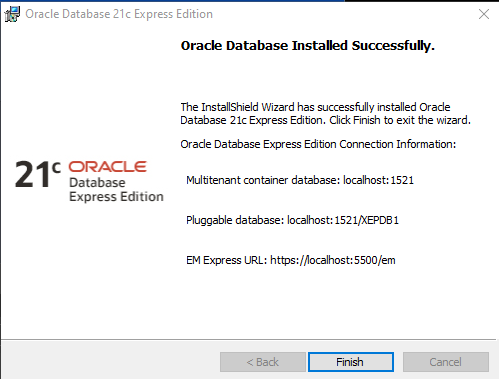 Oracle Database 21c Express Edition
Oracle Database Installed Successfully.
The InstallShield Wizard has successfully installed Oracle
Database 21c Express Edition. Click Finish to exit the wizard.
Oracle Database Express Edition Connection Information:
21c ORACLE
Database
Express Edition
Multitenant container database: localhost:1521
Pluggable database: localhost:1521/XEPDB1
EM Express URL: https://localhost:5500/em
< Back
Finish
Cancel